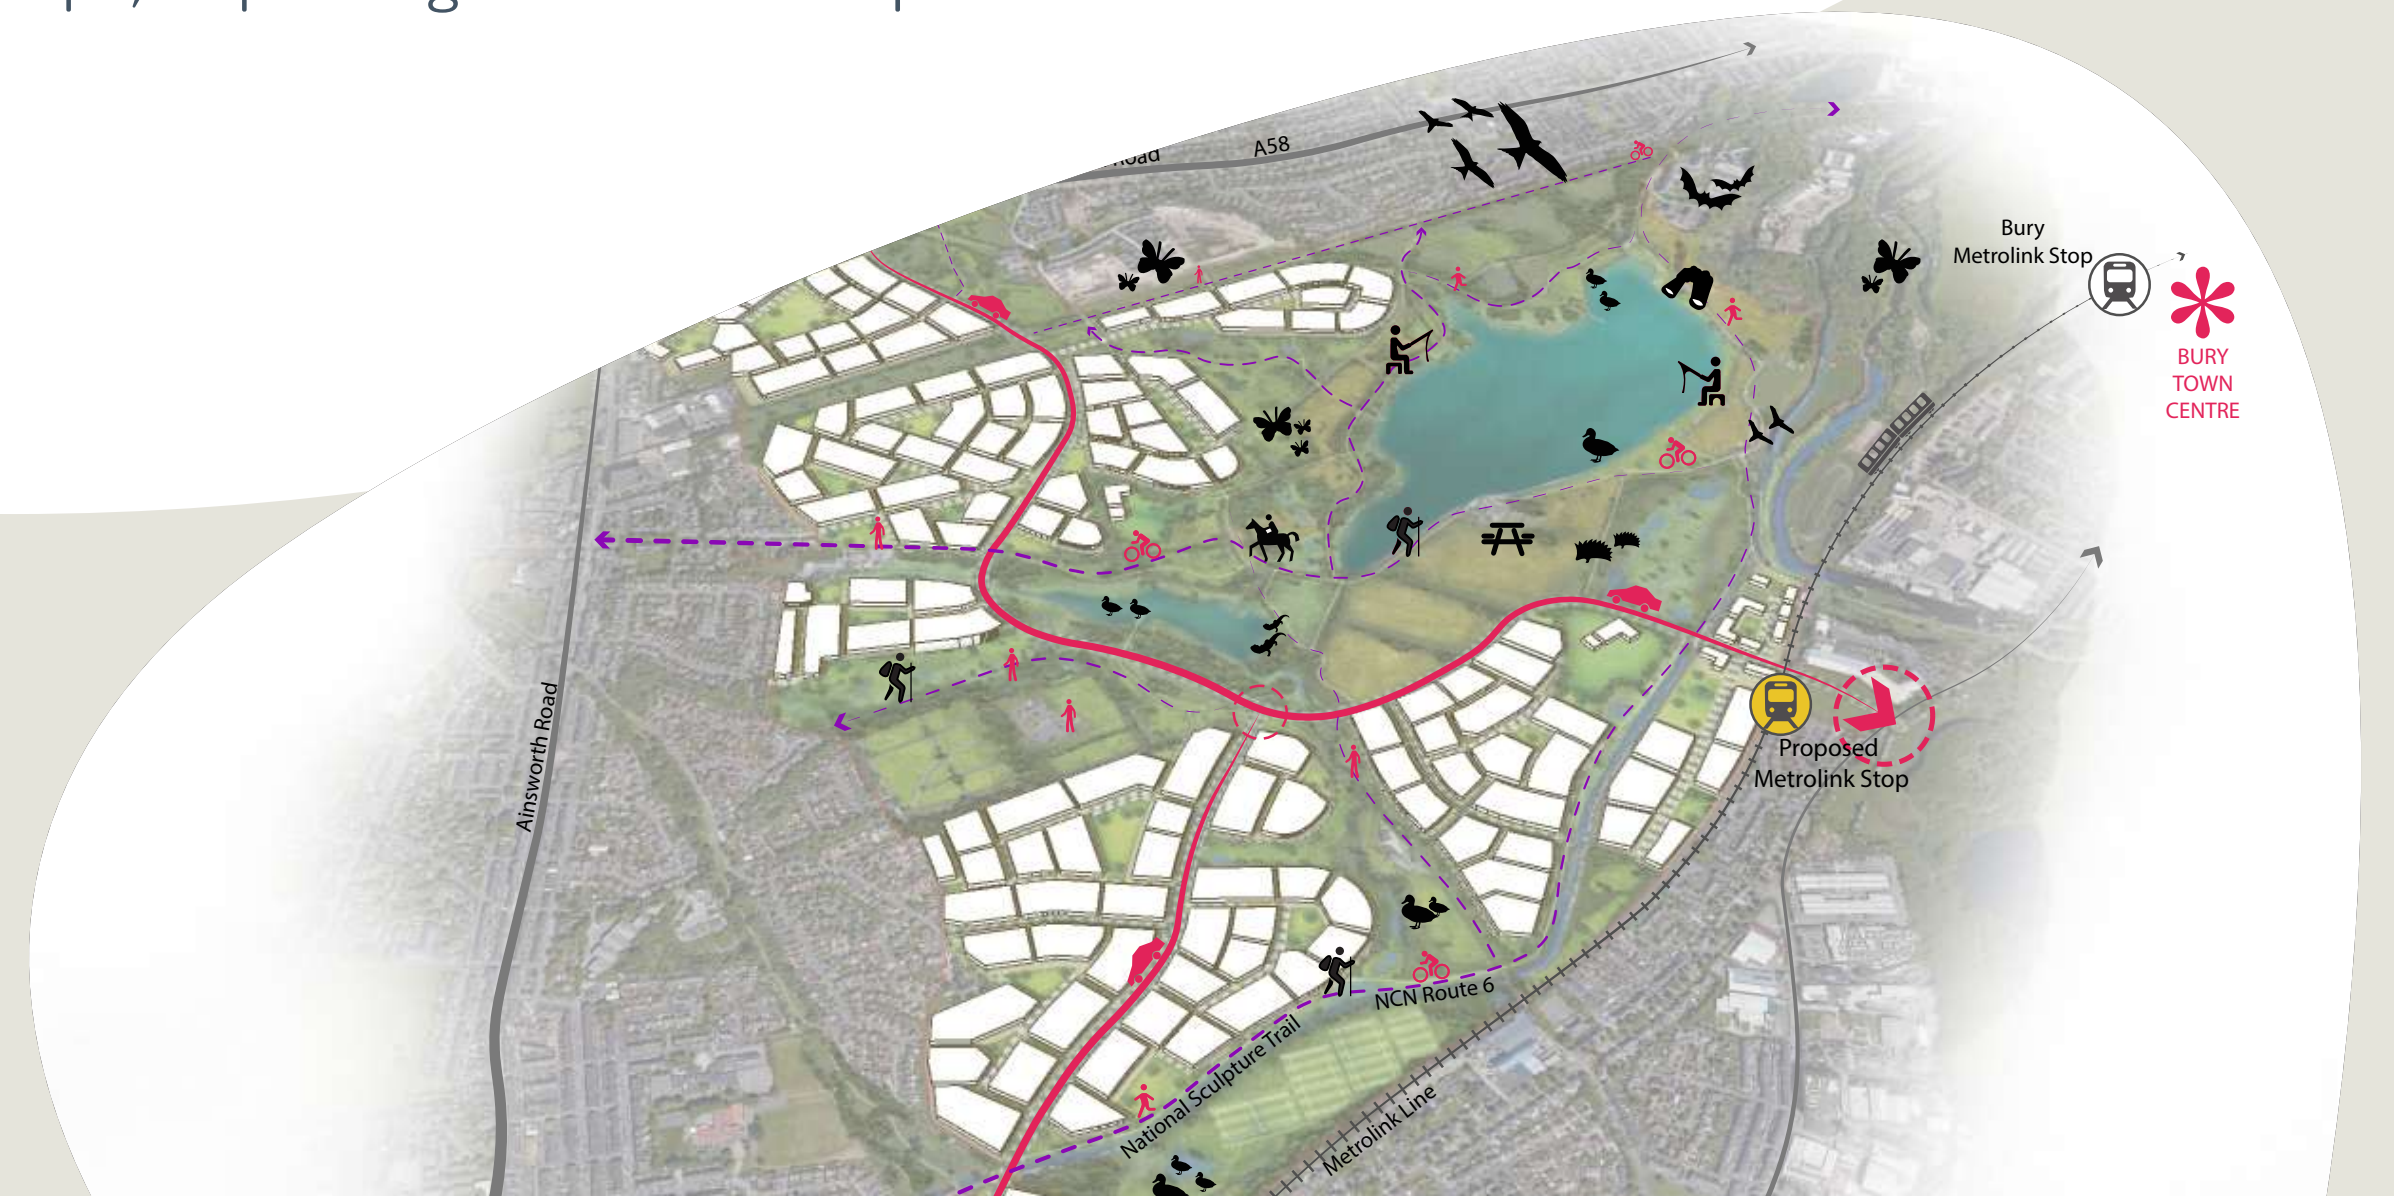 A58
Bury
Metrolink Stop
BURY
TOWN
CENTRE
Ainsworth Road
Proposed
Metrolink Stop
NCN Route 6
National Sculpture Trail
Metrolink Line